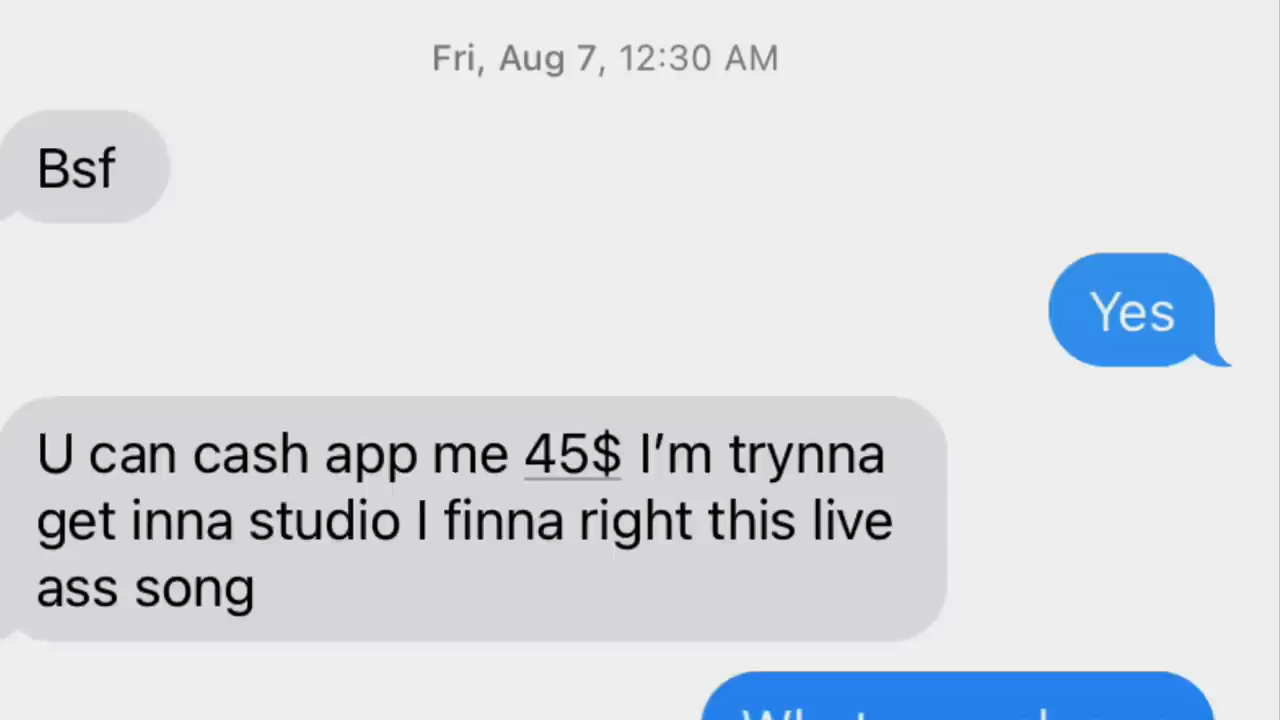 Fri, Aug 7, 12:30 AM
Bsf
Yes
U can cash app me 45$ I’m trynna
get inna studio I finna right this live
ass song